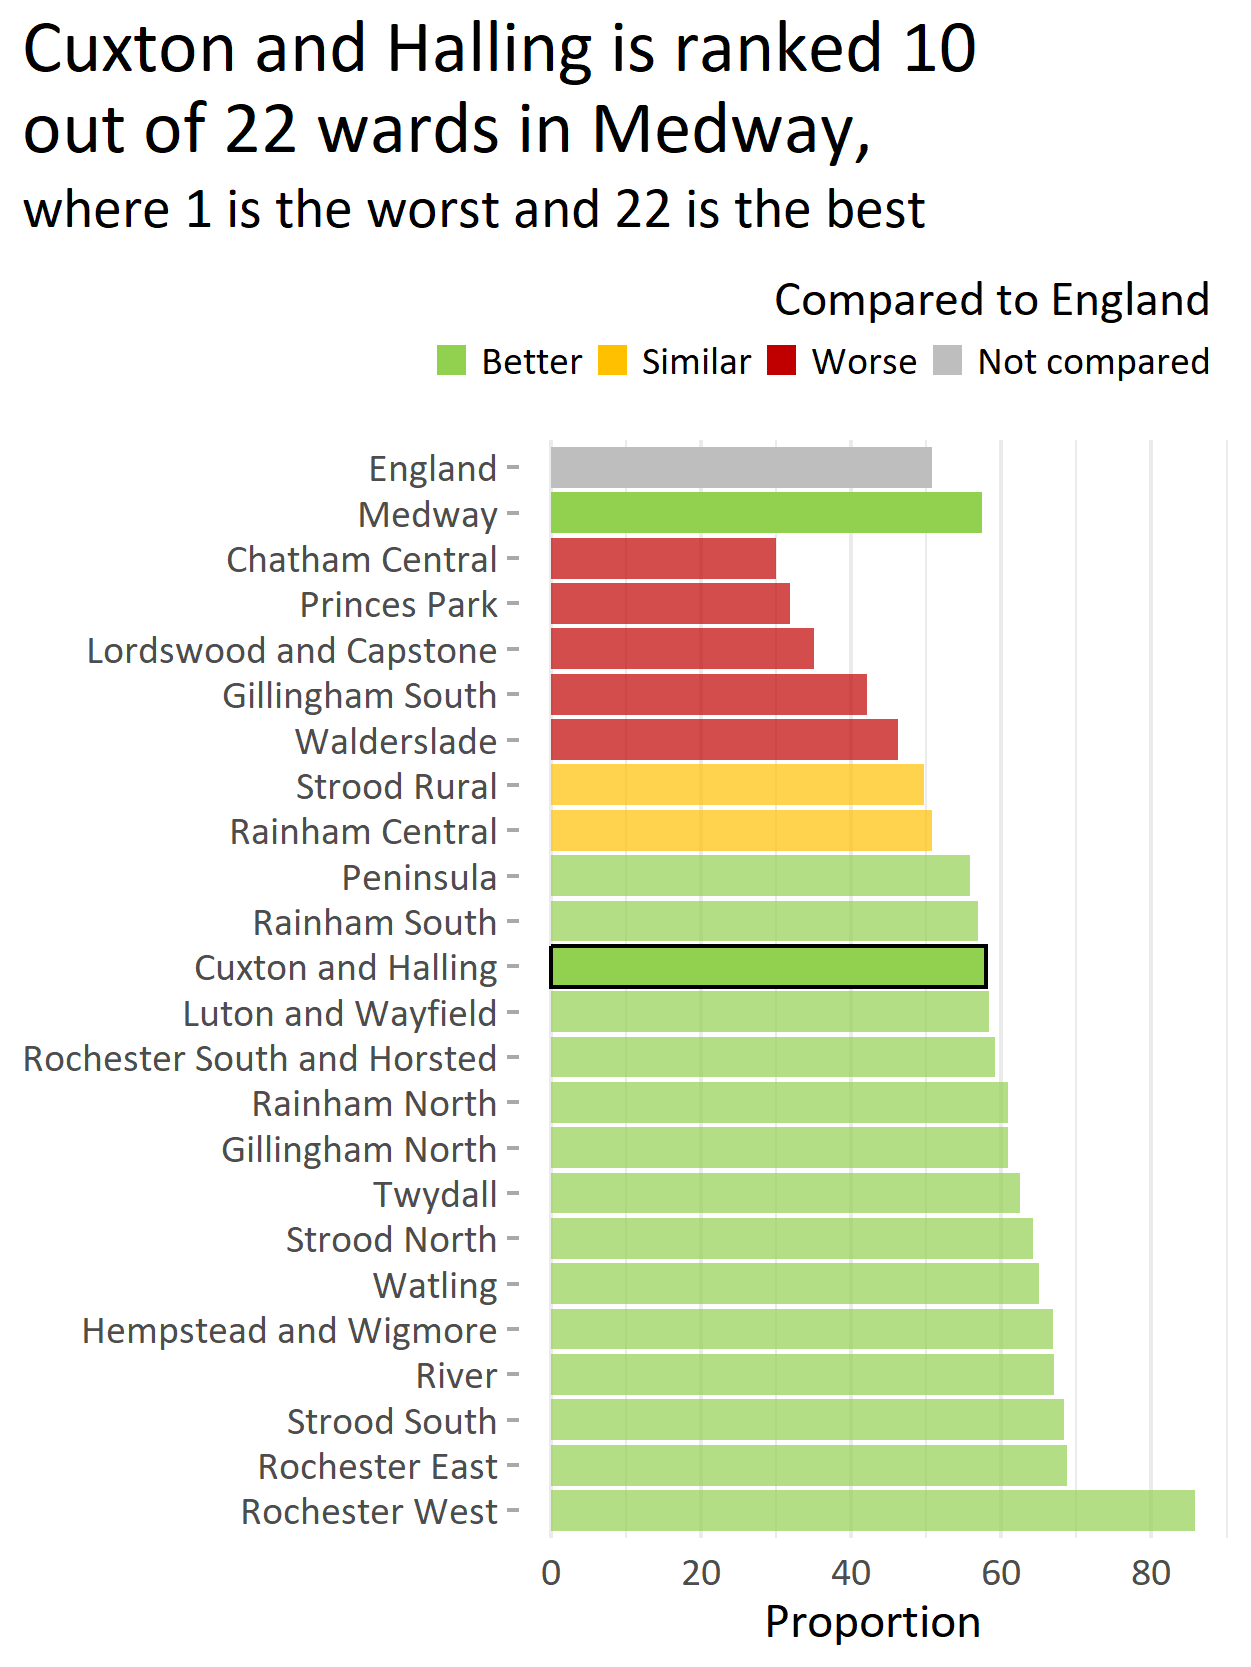 Cuxton and Halling is ranked 10
out of 22 wards in Medway,
where 1 is the worst and 22 is the best
Compared to England
Better Similar Worse Not compared
England
Medway
Chatham Central
Princes Park
Lordswood and Capstone
Gillingham South
Walderslade
Strood Rural
Rainham Central
Peninsula
Rainham South
Cuxton and Halling
Luton and Wayfield
Rochester South and Horsted
Rainham North
Gillingham North
Twydall
Strood North
Watling
Hempstead and Wigmore
River
Strood South
Rochester East
Rochester West
0 20 40 60 80
Proportion